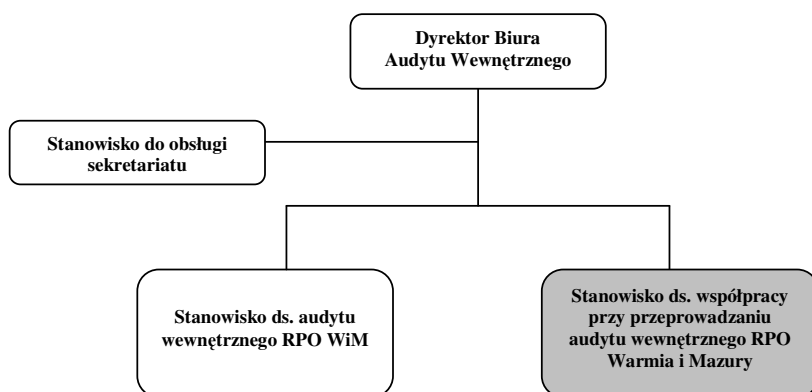 Dyrektor Biura
Audytu Wewnętrznego
Stanowisko do obsługi
sekretariatu
Stanowisko ds. audytu
wewnętrznego RPO WiM
Stanowisko ds. współpracy
przy przeprowadzaniu
audytu wewnętrznego RPO
Warmia i Mazury